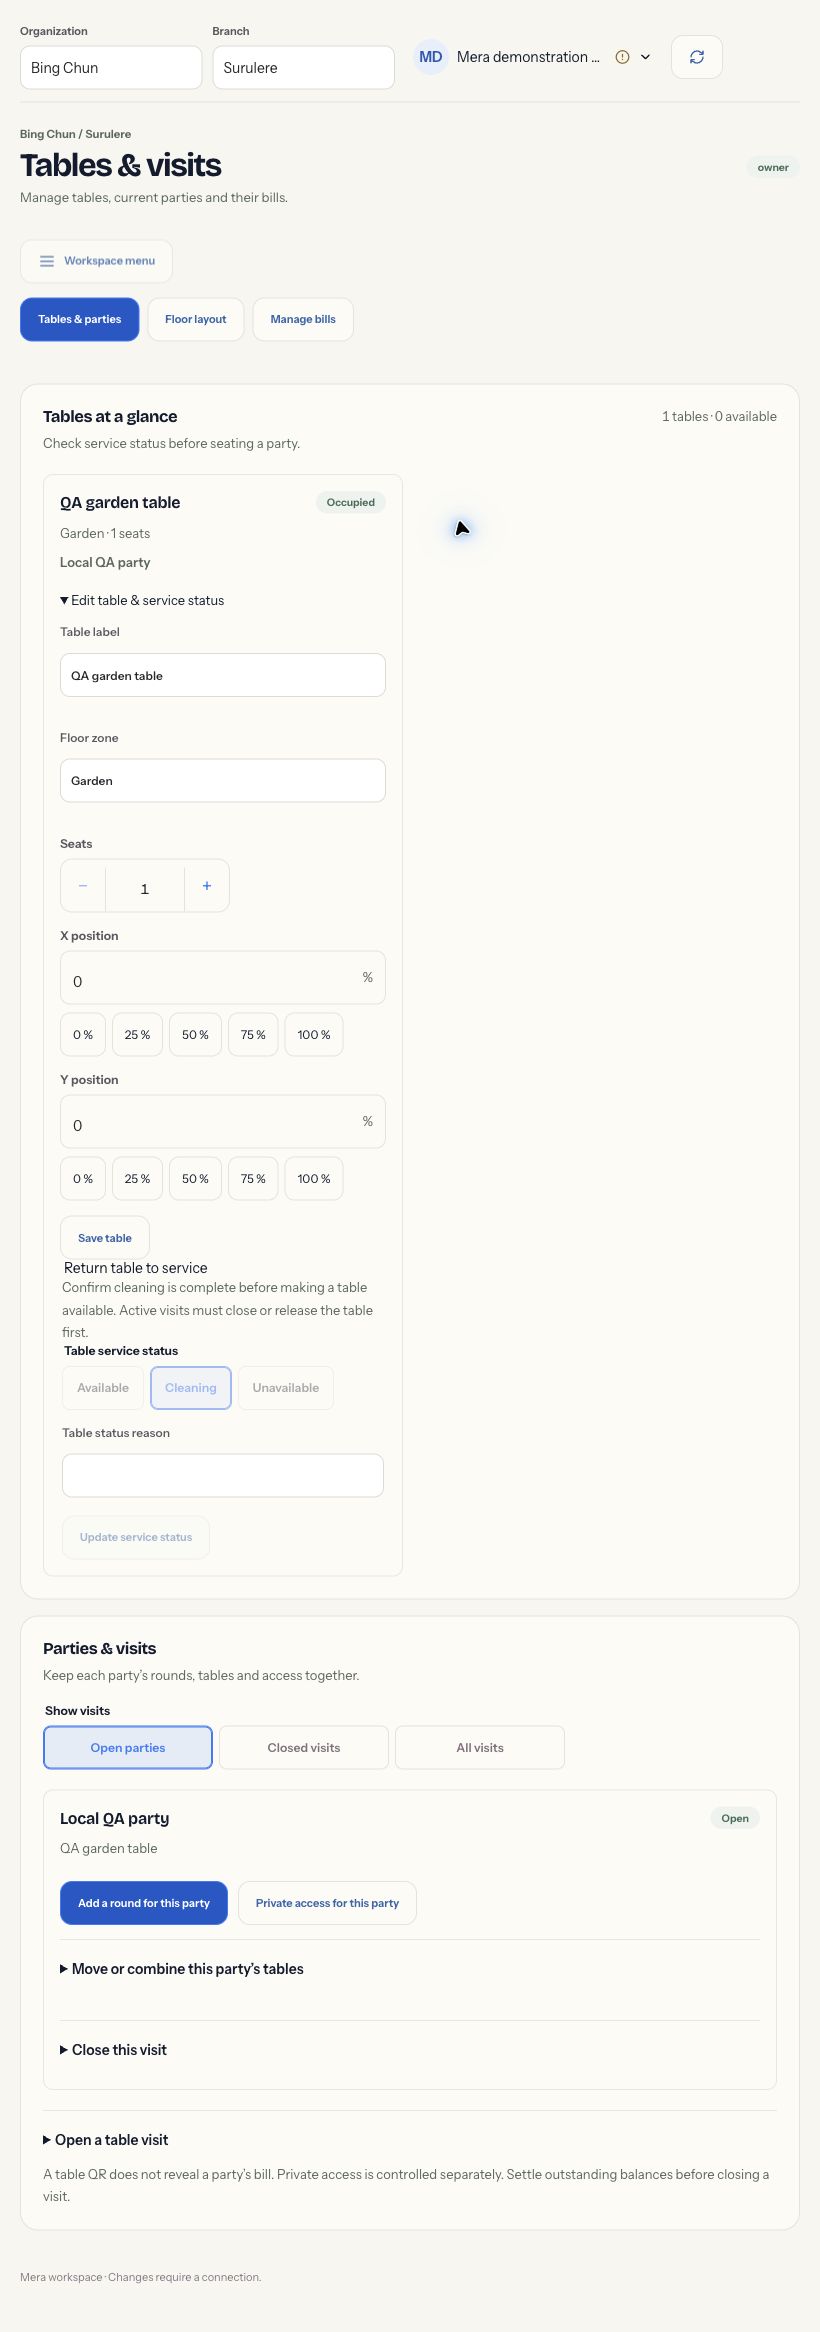 Organization
Branch
Bing Chun
Surulere
MD
Mera demonstration ...
Bing Chun / Surulere
Tables & visits
owner
Manage tables, current parties and their bills.
Workspace menu
Tables & parties
Floor layout
Manage bills
Tables at a glance
1 tables · 0 available
Check service status before seating a party.
QA garden table
Occupied
Garden · 1 seats
Local QA party
Edit table & service status
Table label
QA garden table
Floor zone
Garden
Seats
− 1 +
X position
0 %
0 % 25 % 50 % 75 % 100 %
Y position
0 %
0 % 25 % 50 % 75 % 100 %
Save table
Return table to service
Confirm cleaning is complete before making a table
available. Active visits must close or release the table
first.
Table service status
Available Cleaning Unavailable
Table status reason
Update service status
Parties & visits
Keep each party's rounds, tables and access together.
Show visits
Open parties
Closed visits
All visits
Local QA party
Open
QA garden table
Add a round for this party
Private access for this party
Move or combine this party's tables
Close this visit
Open a table visit
A table QR does not reveal a party's bill. Private access is controlled separately. Settle outstanding balances before closing a
visit.
Mera workspace · Changes require a connection.